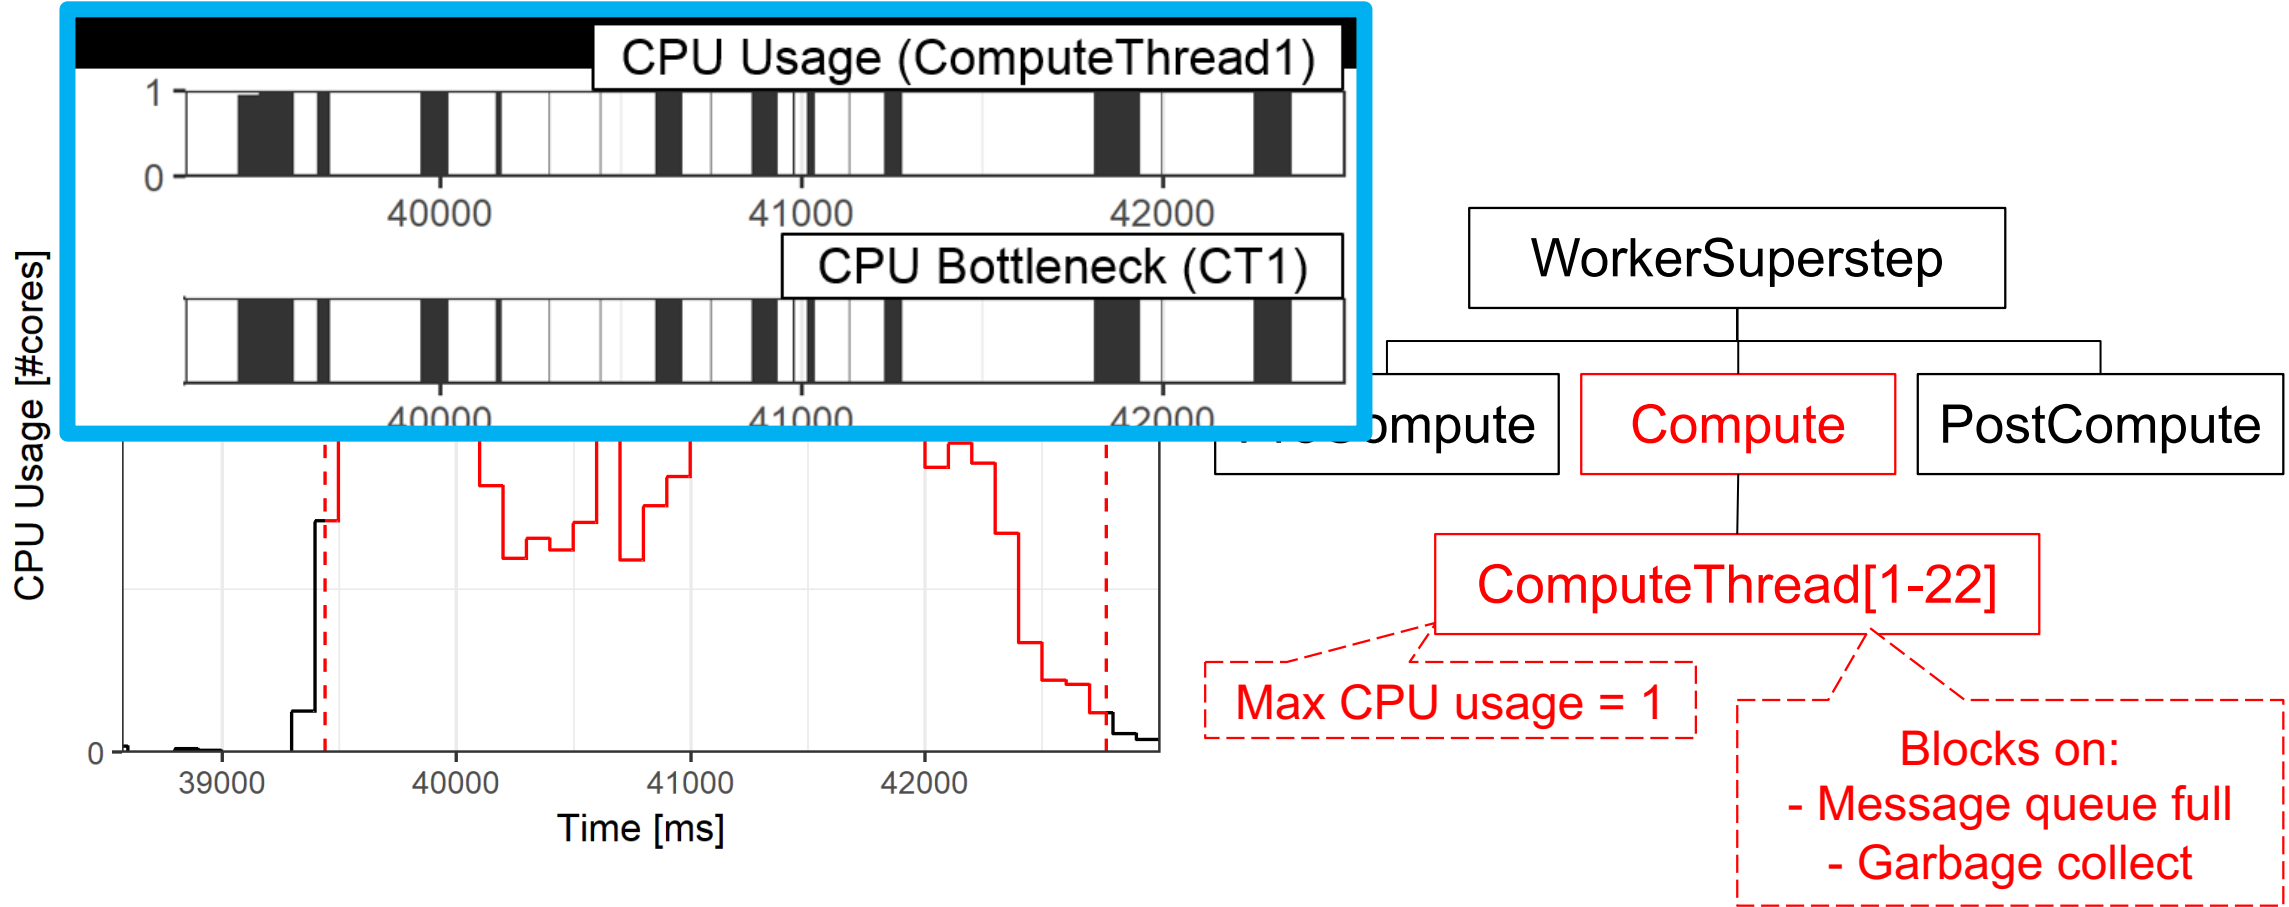 CPU Usage (ComputeThread1)
1
0
40000 41000 42000
CPU Bottleneck (CT1)
40000 41000 42000
CPU Usage [#cores]
0
39000 40000 41000 42000
Time [ms]
WorkerSuperstep
Compute
PostCompute
ComputeThread[1-22]
Max CPU usage = 1
Blocks on:
- Message queue full
- Garbage collect